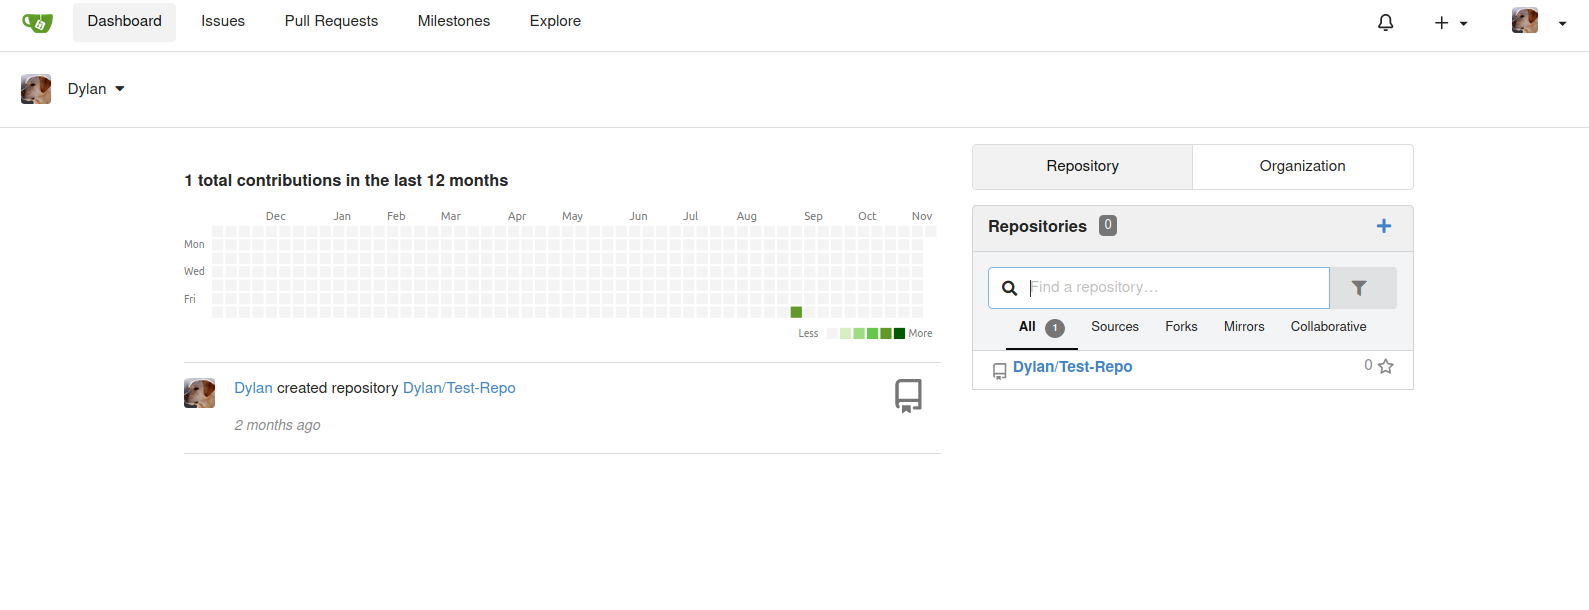 Dashboard Issues Pull Requests Milestones Explore
Dylan
1 total contributions in the last 12 months
Dec Jan Feb Mar Apr May Jun Jul Aug Sep Oct Nov
Mon
Wed
Fri
Less More
Dylan created repository Dylan/Test-Repo
2 months ago
Repository Organization
Repositories 0
Find a repository…
All 1 Sources Forks Mirrors Collaborative
Dylan/Test-Repo 0